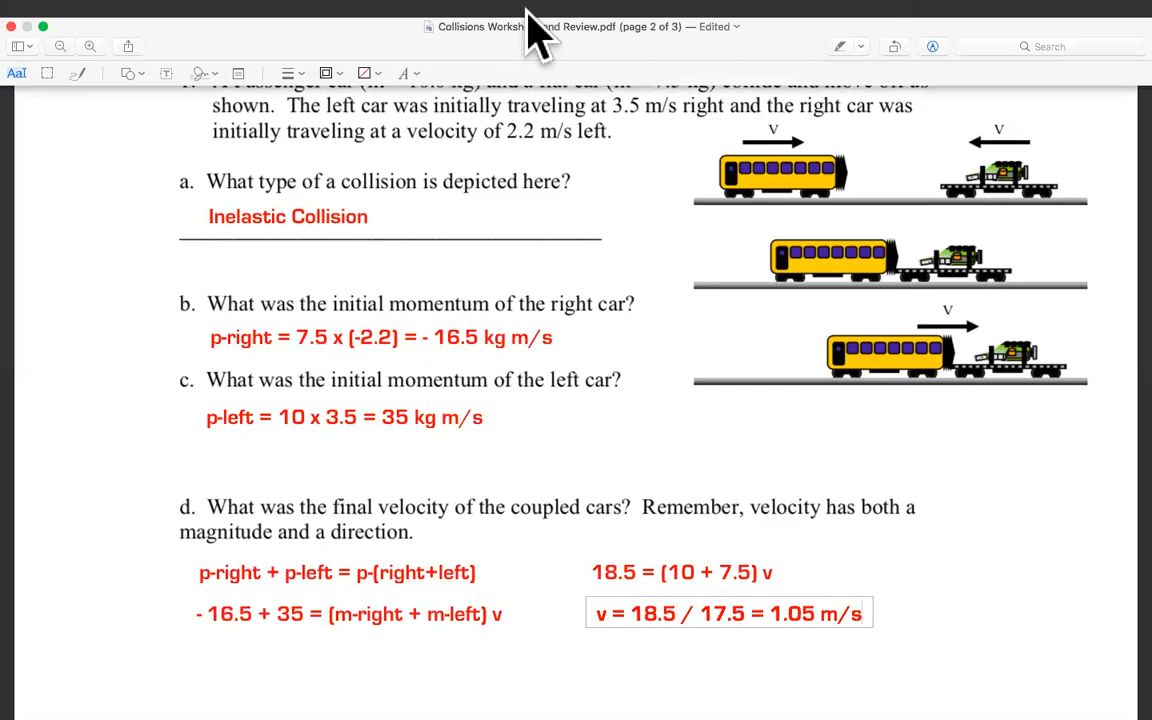 Collisions Worksh and Review.pdf (page 2 of 3) — Edited
Search
AaI
T
A
shown. The left car was initially traveling at 3.5 m/s right and the right car was
initially traveling at a velocity of 2.2 m/s left.
V
V
a. What type of a collision is depicted here?
Inelastic Collision
b. What was the initial momentum of the right car?
p-right = 7.5 x (-2.2) = - 16.5 kg m/s
V
c. What was the initial momentum of the left car?
p-left = 10 x 3.5 = 35 kg m/s
d. What was the final velocity of the coupled cars? Remember, velocity has both a
magnitude and a direction.
p-right + p-left = p-(right+left)
18.5 = (10 + 7.5) v
- 16.5 + 35 = (m-right + m-left) v
v = 18.5 / 17.5 = 1.05 m/s